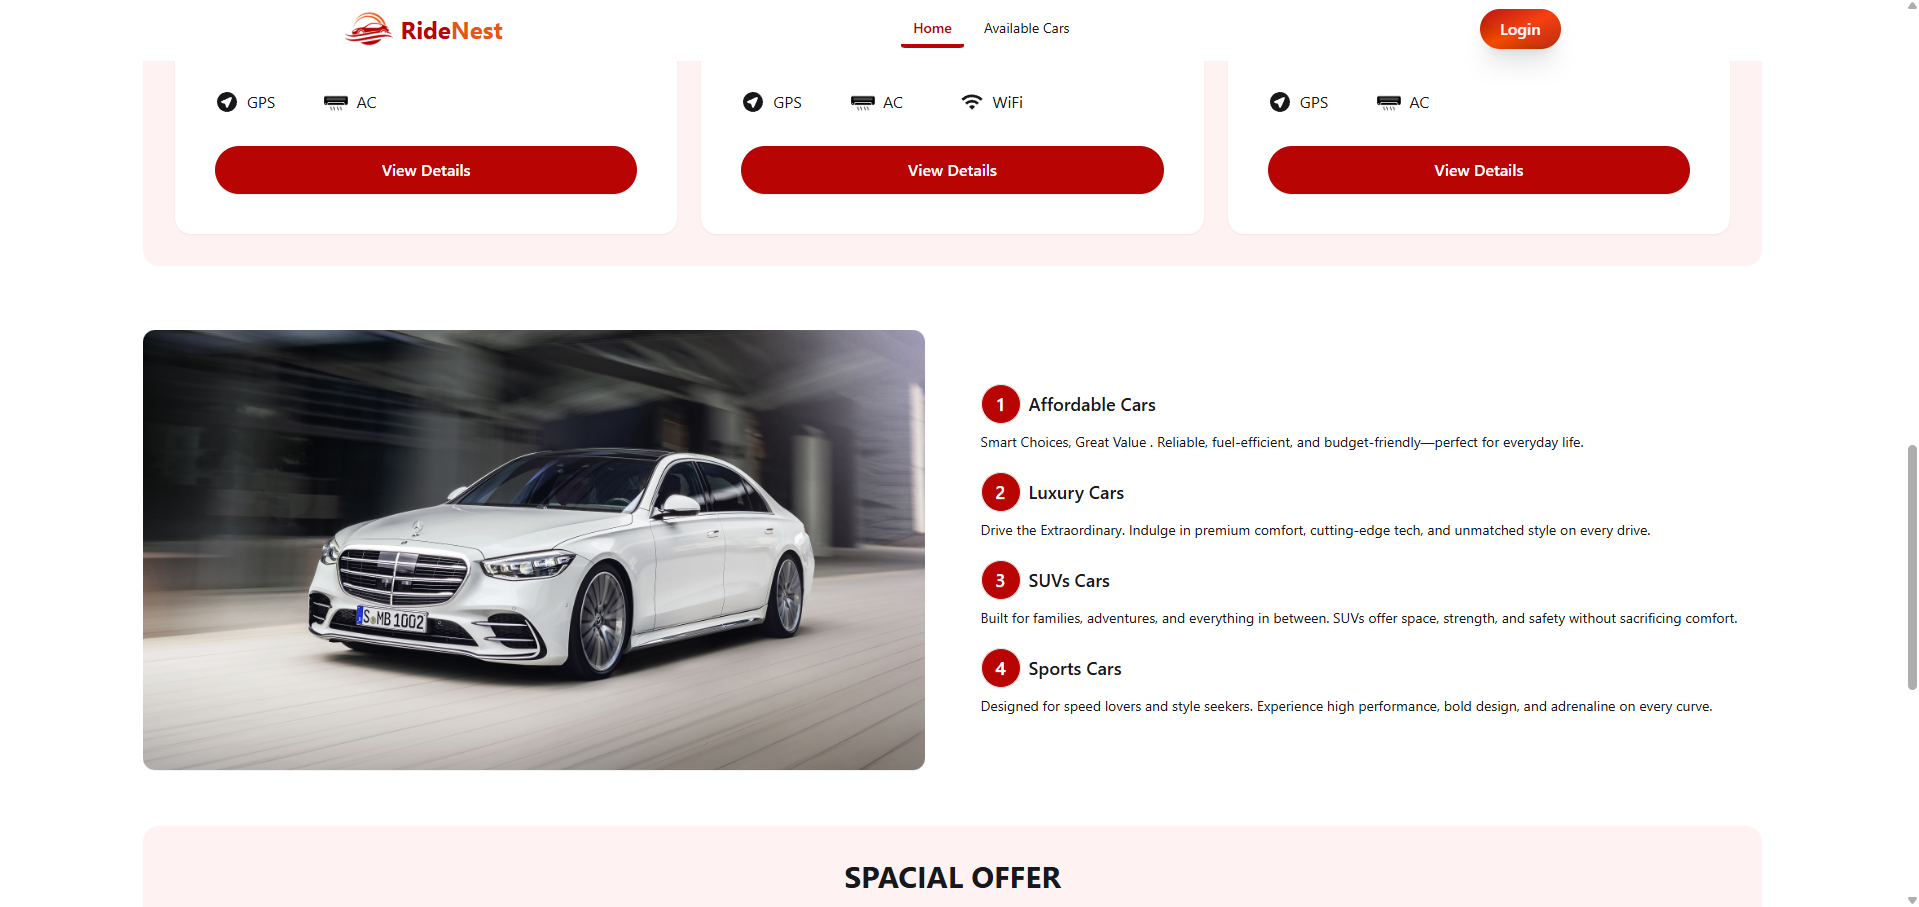 RideNest
Home
Available Cars
Login
GPS
AC
GPS
AC
WiFi
GPS
AC
View Details
View Details
View Details
S MB 1002
1 Affordable Cars
Smart Choices, Great Value . Reliable, fuel-efficient, and budget-friendly—perfect for everyday life.
2 Luxury Cars
Drive the Extraordinary. Indulge in premium comfort, cutting-edge tech, and unmatched style on every drive.
3 SUVs Cars
Built for families, adventures, and everything in between. SUVs offer space, strength, and safety without sacrificing comfort.
4 Sports Cars
Designed for speed lovers and style seekers. Experience high performance, bold design, and adrenaline on every curve.
SPACIAL OFFER